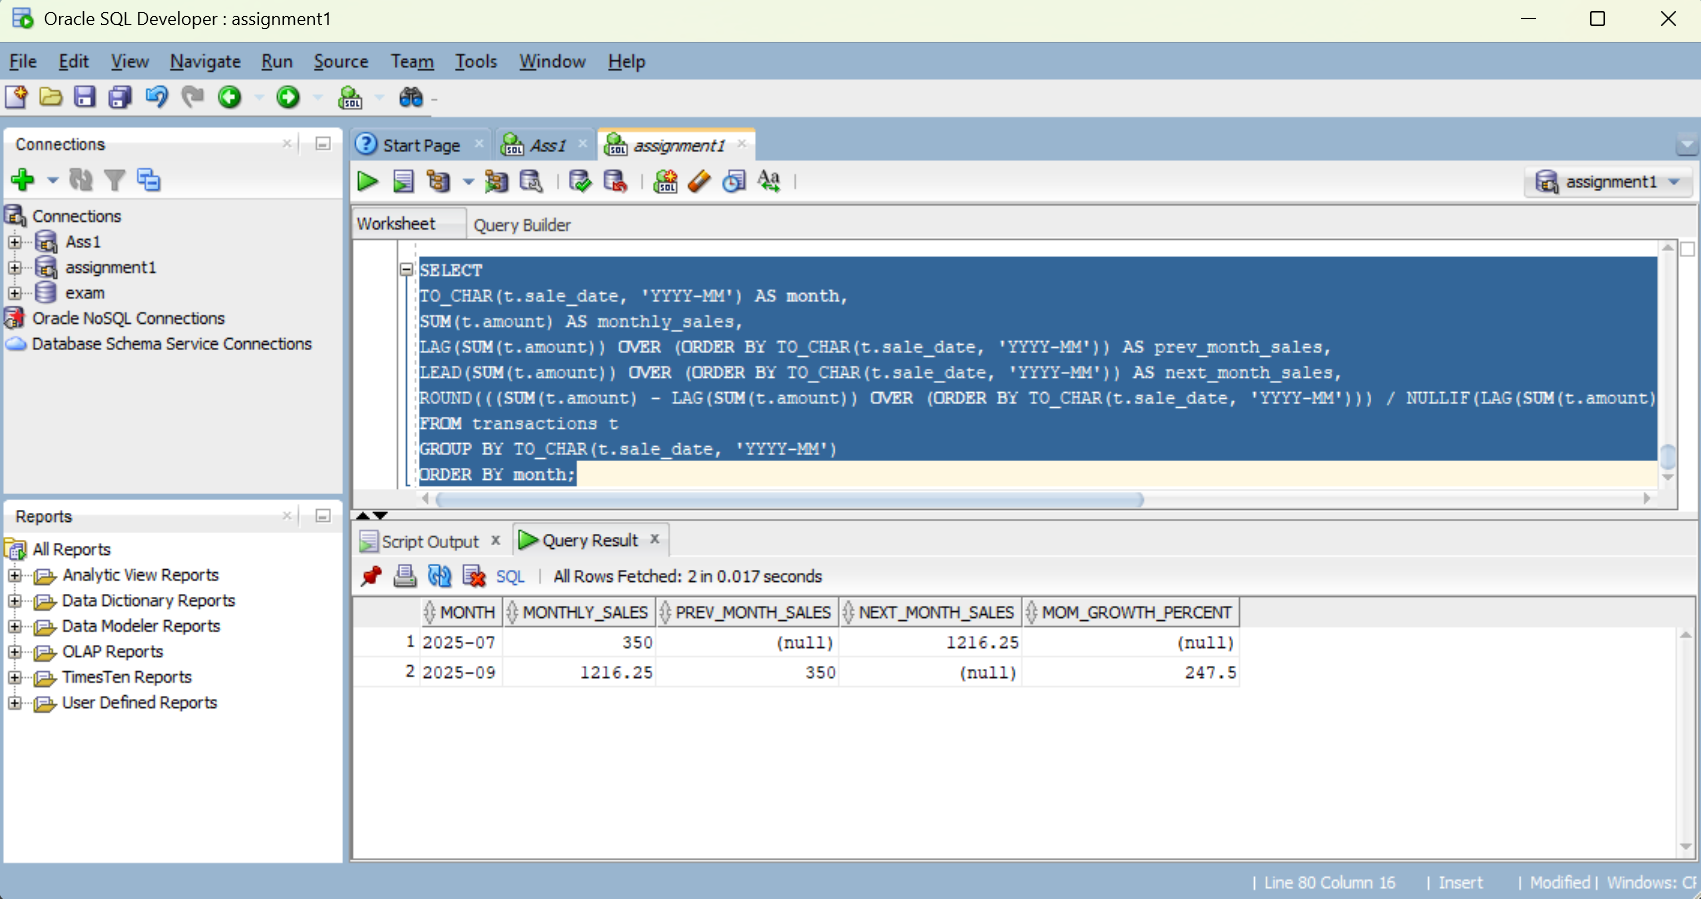 Oracle SQL Developer : assignment1
File Edit View Navigate Run Source Team Tools Window Help
Connections
Connections
Ass1
assignment1
exam
Oracle NoSQL Connections
Database Schema Service Connections
Reports
All Reports
Analytic View Reports
Data Dictionary Reports
Data Modeler Reports
OLAP Reports
TimesTen Reports
User Defined Reports
Start Page Ass1 assignment1
assignment1
Worksheet Query Builder
SELECT
TO_CHAR(t.sale_date, 'YYYY-MM') AS month,
SUM(t.amount) AS monthly_sales,
LAG(SUM(t.amount)) OVER (ORDER BY TO_CHAR(t.sale_date, 'YYYY-MM')) AS prev_month_sales,
LEAD(SUM(t.amount)) OVER (ORDER BY TO_CHAR(t.sale_date, 'YYYY-MM')) AS next_month_sales,
ROUND(((SUM(t.amount) - LAG(SUM(t.amount)) OVER (ORDER BY TO_CHAR(t.sale_date, 'YYYY-MM'))) / NULLIF(LAG(SUM(t.amount)
FROM transactions t
GROUP BY TO_CHAR(t.sale_date, 'YYYY-MM')
ORDER BY month;
Script Output Query Result
SQL | All Rows Fetched: 2 in 0.017 seconds
MONTH MONTHLY_SALES PREV_MONTH_SALES NEXT_MONTH_SALES MOM_GROWTH_PERCENT
1 2025-07 350 (null) 1216.25 (null)
2 2025-09 1216.25 350 (null) 247.5
| Line 80 Column 16 | Insert | Modified | Windows: CF